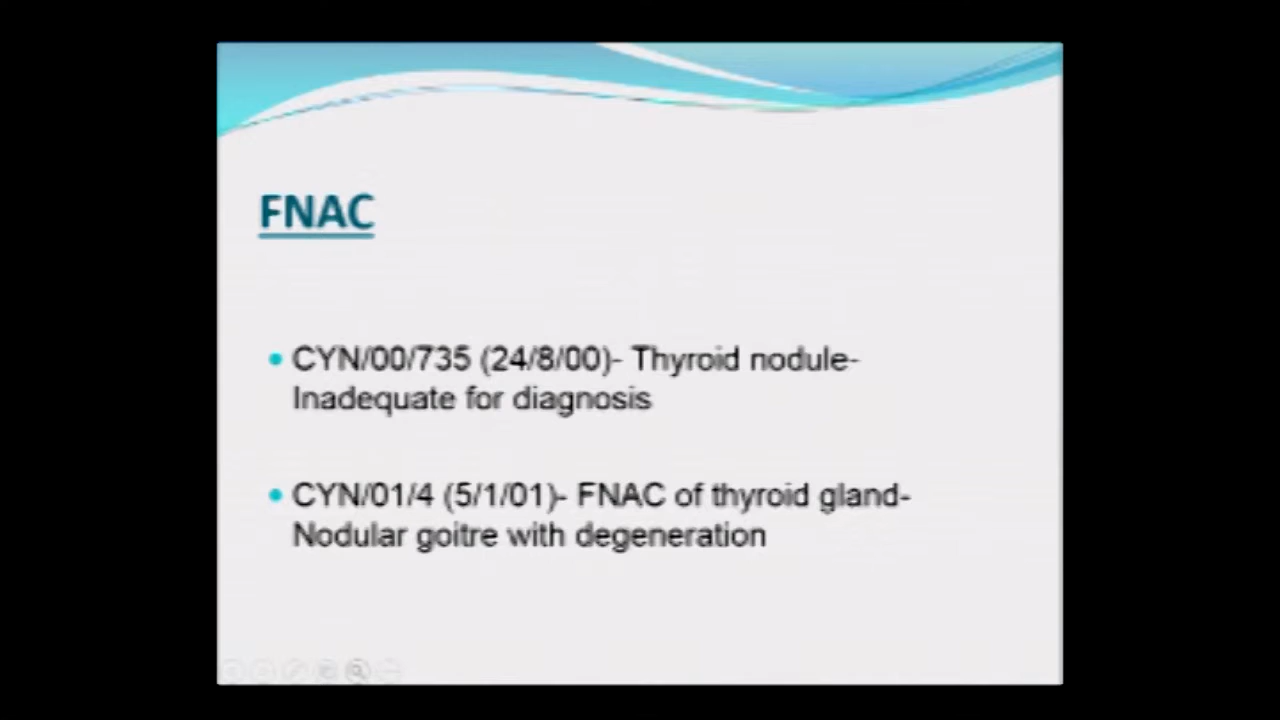 FNAC
CYN/00/735 (24/8/00)- Thyroid nodule-
Inadequate for diagnosis
CYN/01/4 (5/1/01)- FNAC of thyroid gland-
Nodular goitre with degeneration